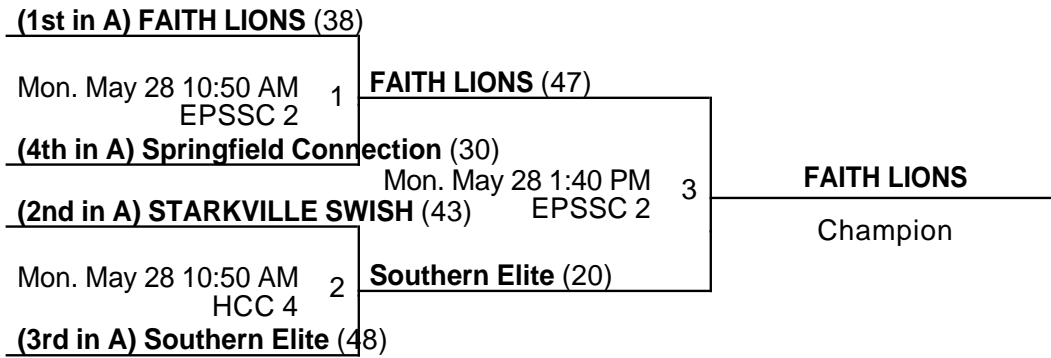 (1st in A) FAITH LIONS (38)
Mon. May 28 10:50 AM
1
EPSSC 2
FAITH LIONS (47)
(4th in A) Springfield Connection (30)
Mon. May 28 1:40 PM
3
EPSSC 2
FAITH LIONS
Champion
(2nd in A) STARKVILLE SWISH (43)
Mon. May 28 10:50 AM
2
HCC 4
Southern Elite (20)
(3rd in A) Southern Elite (48)